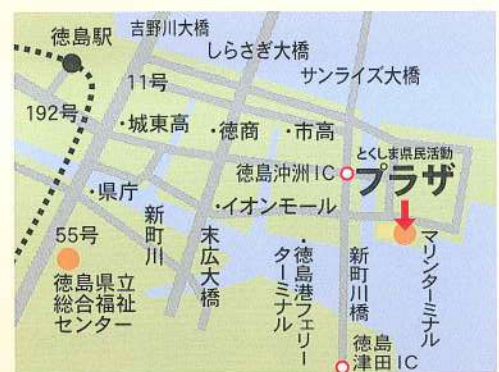 吉野川大橋
徳島駅
しらさぎ大橋
サンライズ大橋
11号
192号
・城東高
・徳商
・市高
とくしま県民活動
プラザ
徳島沖洲IC
・県庁
・イオンモール
新町川
55号
末広大橋
・徳島港フェリー
ターミナル
新町川橋
マリンターミナル
徳島県立
総合福祉
センター
徳島
津田IC